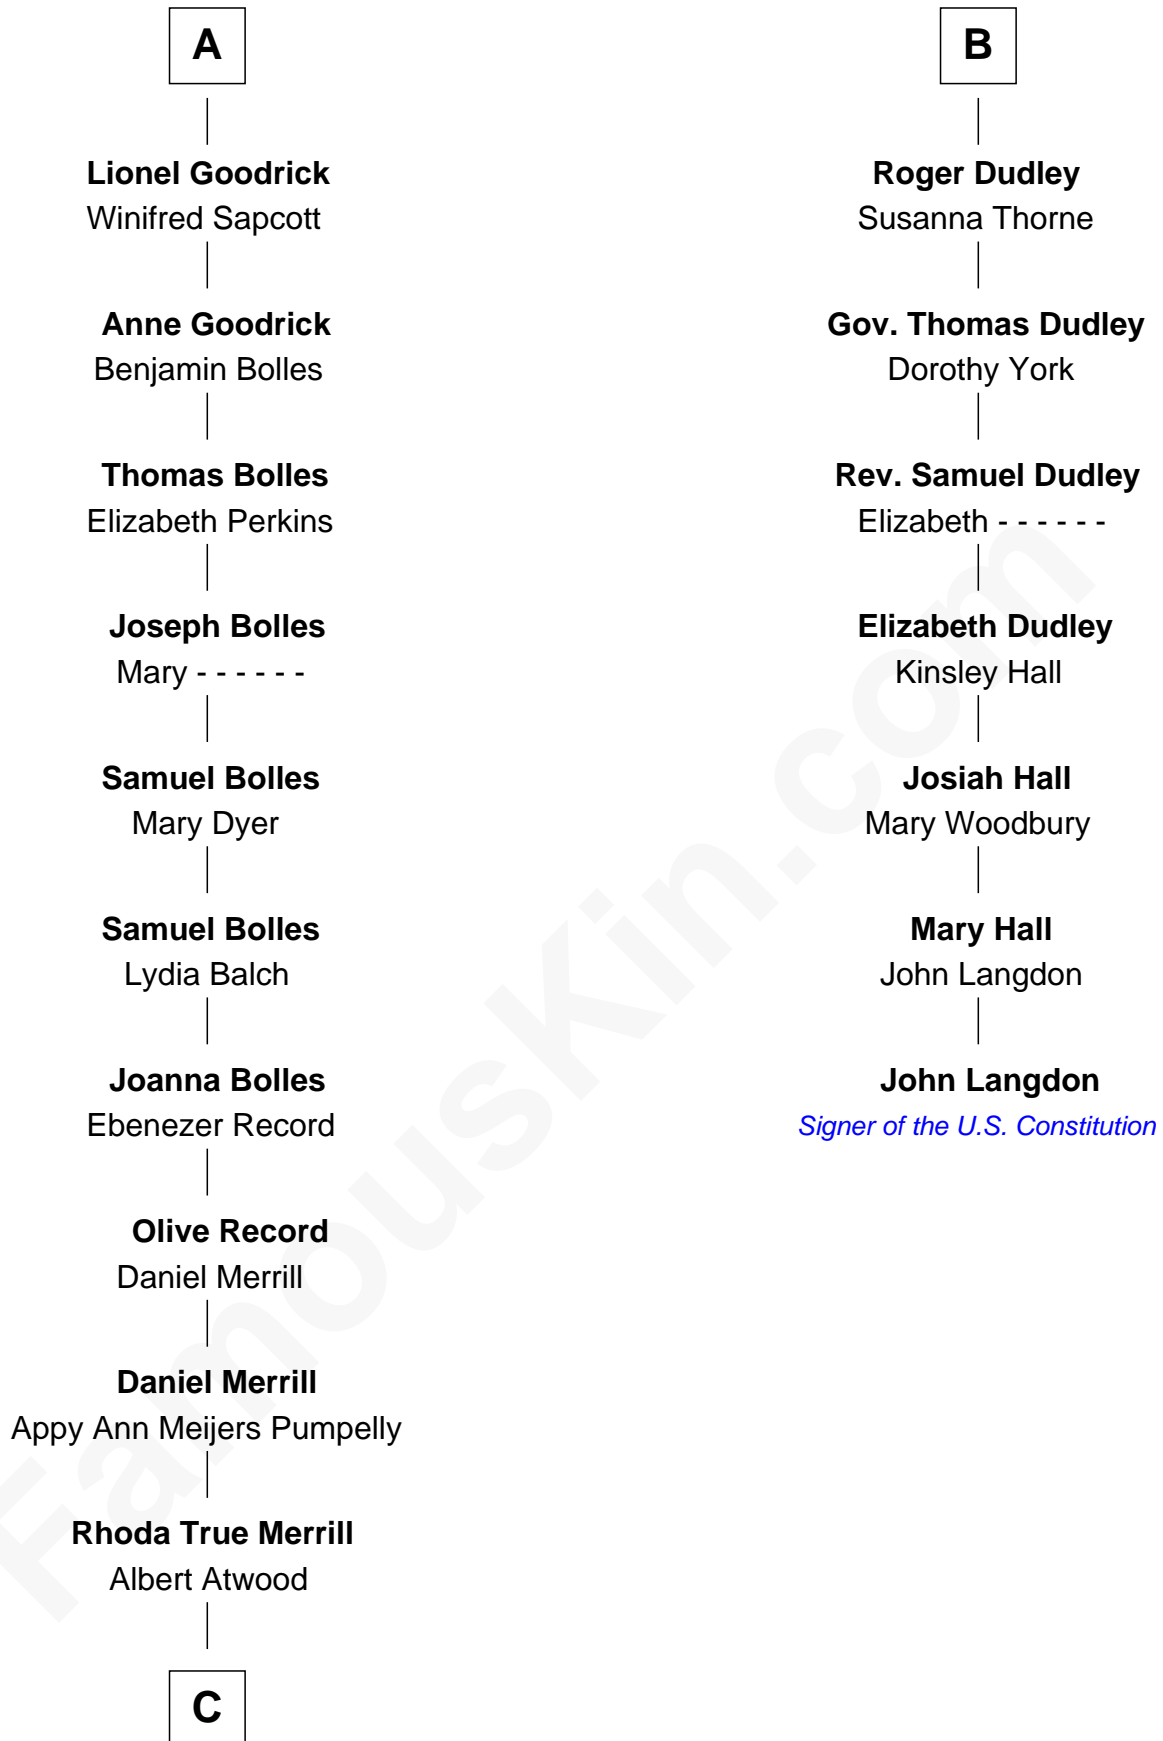 A
Lionel Goodrick
Winifred Sapcott
Anne Goodrick
Benjamin Bolles
Thomas Bolles
Elizabeth Perkins
Joseph Bolles
Mary - - - - - -
Samuel Bolles
Mary Dyer
Samuel Bolles
Lydia Balch
Joanna Bolles
Ebenezer Record
Olive Record
Daniel Merrill
Daniel Merrill
Appy Ann Meijers Pumpelly
Rhoda True Merrill
Albert Atwood
C
B
Roger Dudley
Susanna Thorne
Gov. Thomas Dudley
Dorothy York
Rev. Samuel Dudley
Elizabeth - - - - - -
Elizabeth Dudley
Kinsley Hall
Josiah Hall
Mary Woodbury
Mary Hall
John Langdon
John Langdon
Signer of the U.S. Constitution
FamousKin.com